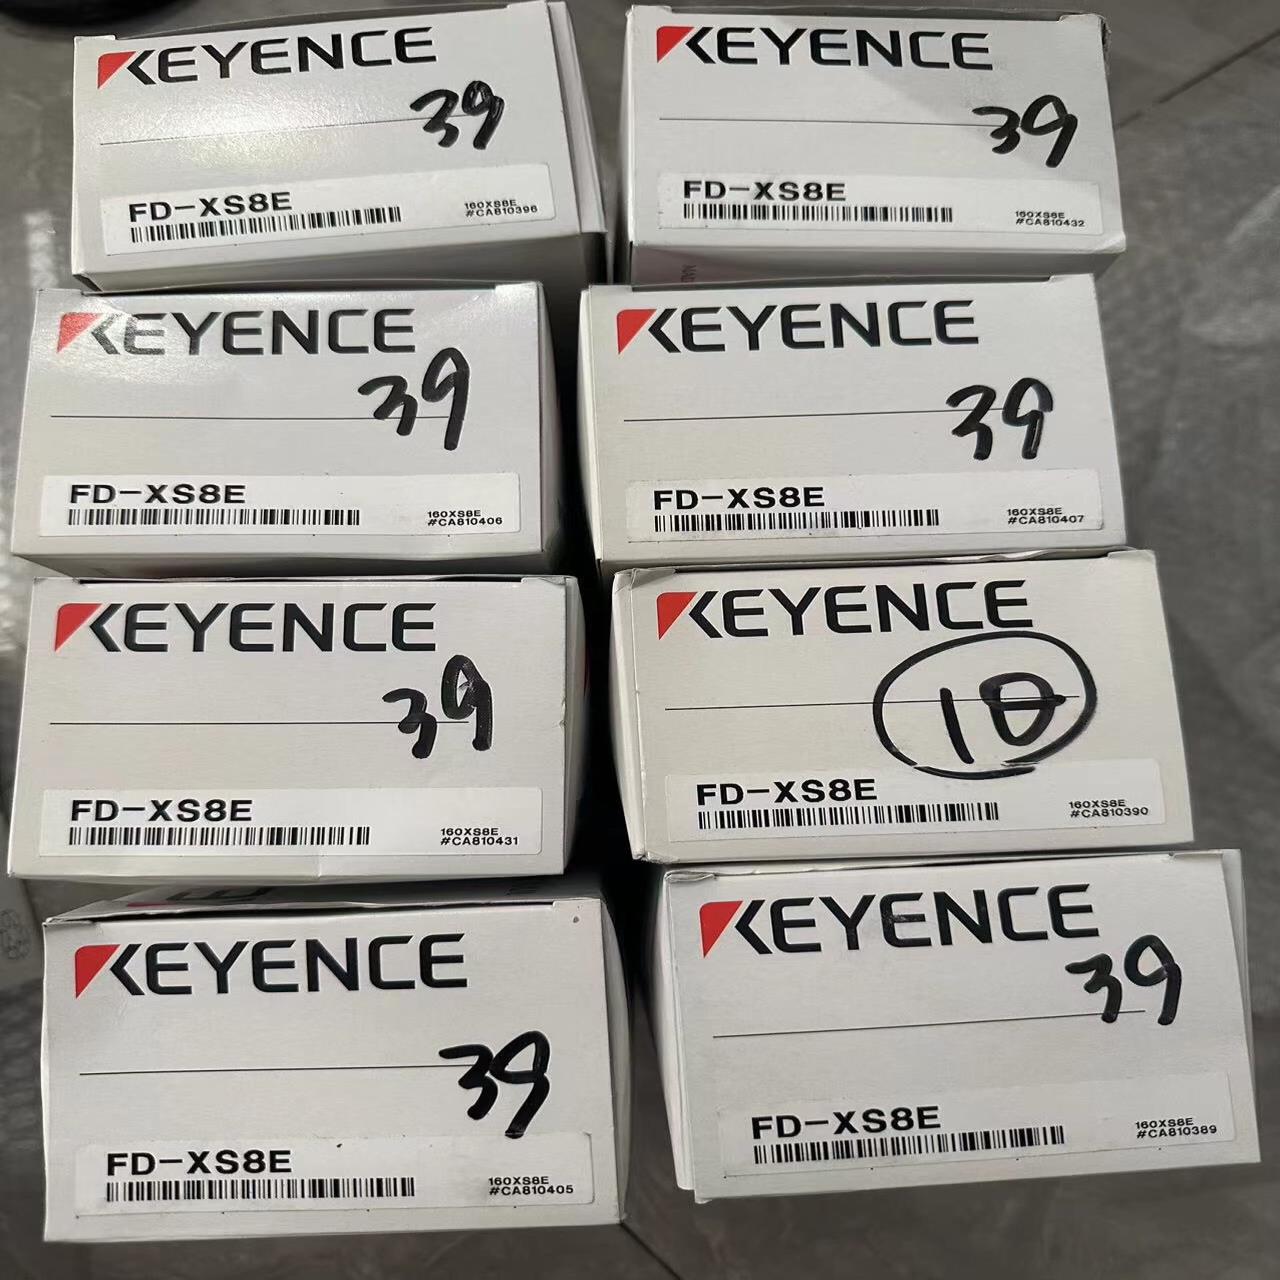 KEYENCE
39
FD-XS8E
160XS8E
#CA810396
KEYENCE
39
FD-XS8E
160XS8E
#CA810432
KEYENCE
39
FD-XS8E
160XS8E
#CA810406
MAD
KEYENCE
39
FD-XS8E
160XS8E
#CA810407
KEYENCE
39
FD-XS8E
160XS8E
#CA810431
KEYENCE
10
FD-XS8E
160XS8E
#CA810390
KEYENCE
39
FD-XS8E
160XS8E
#CA810405
KEYENCE
39
FD-XS8E
160XS8E
#CA810389